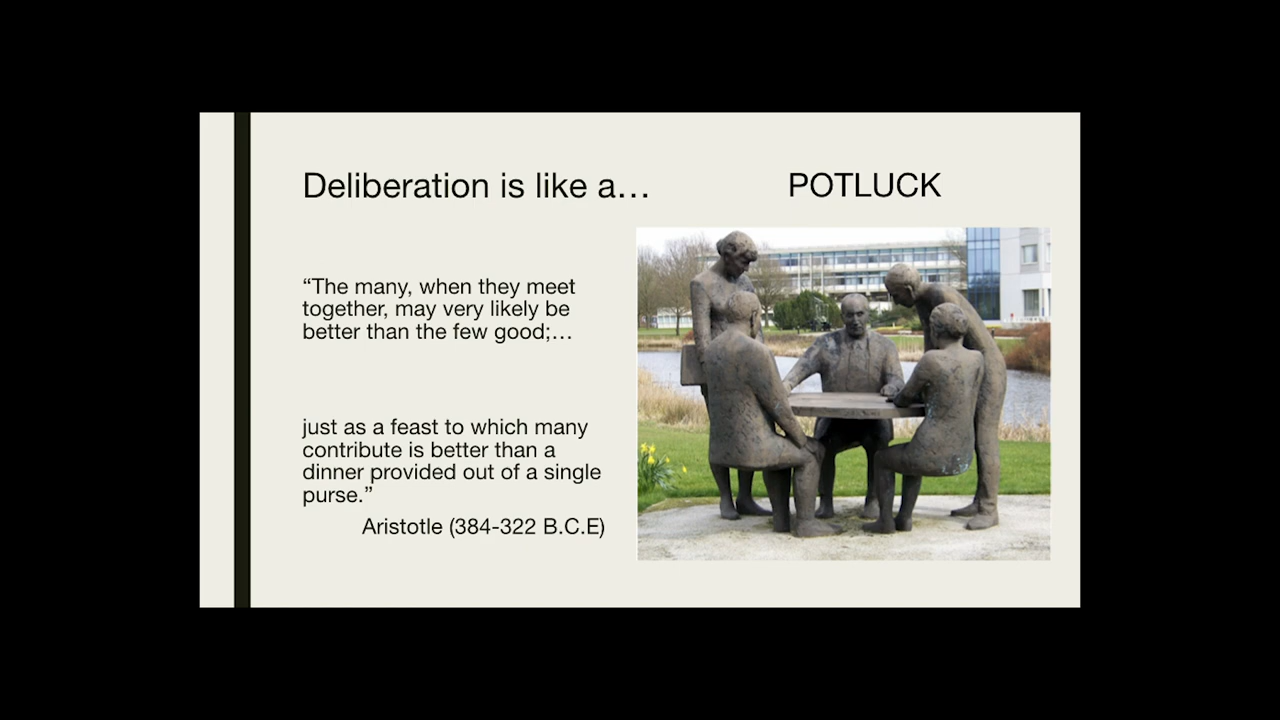 Deliberation is like a…
POTLUCK
“The many, when they meet
together, may very likely be
better than the few good;…
just as a feast to which many
contribute is better than a
dinner provided out of a single
purse.”
Aristotle (384-322 B.C.E)